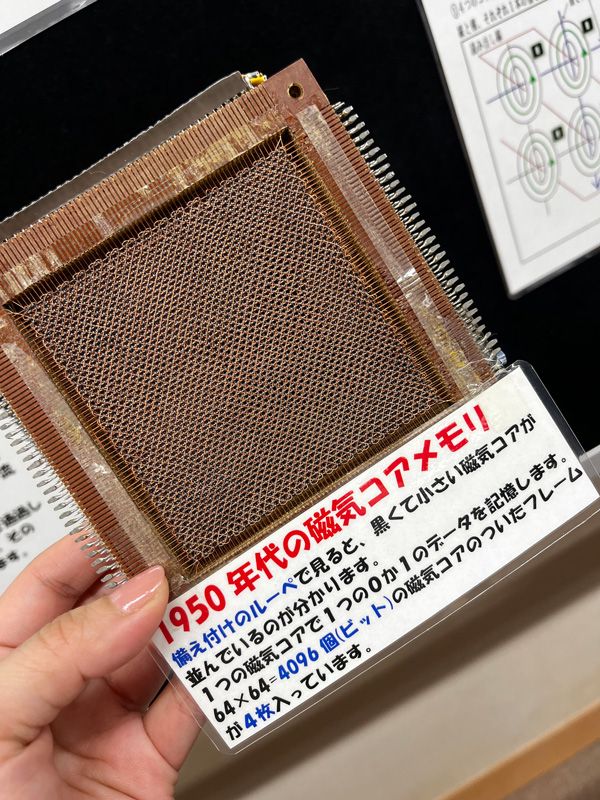 1950年代の磁気コアメモリ
備え付けのルーペで見ると、黒くて小さい磁気コアが
並んでいるのが分かります。
1つの磁気コアで1つの0か1のデータを記憶します。
64×64=4096個(ビット)の磁気コアのついたフレーム
が4枚入っています。